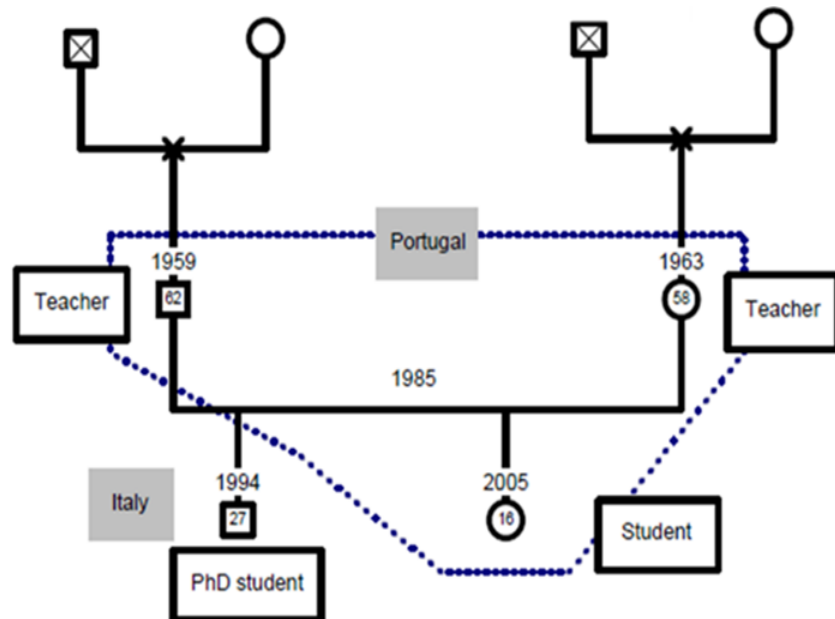 Portugal
1959
1963
Teacher
62
58
Teacher
1985
1994
2005
Italy
27
16
Student
PhD student